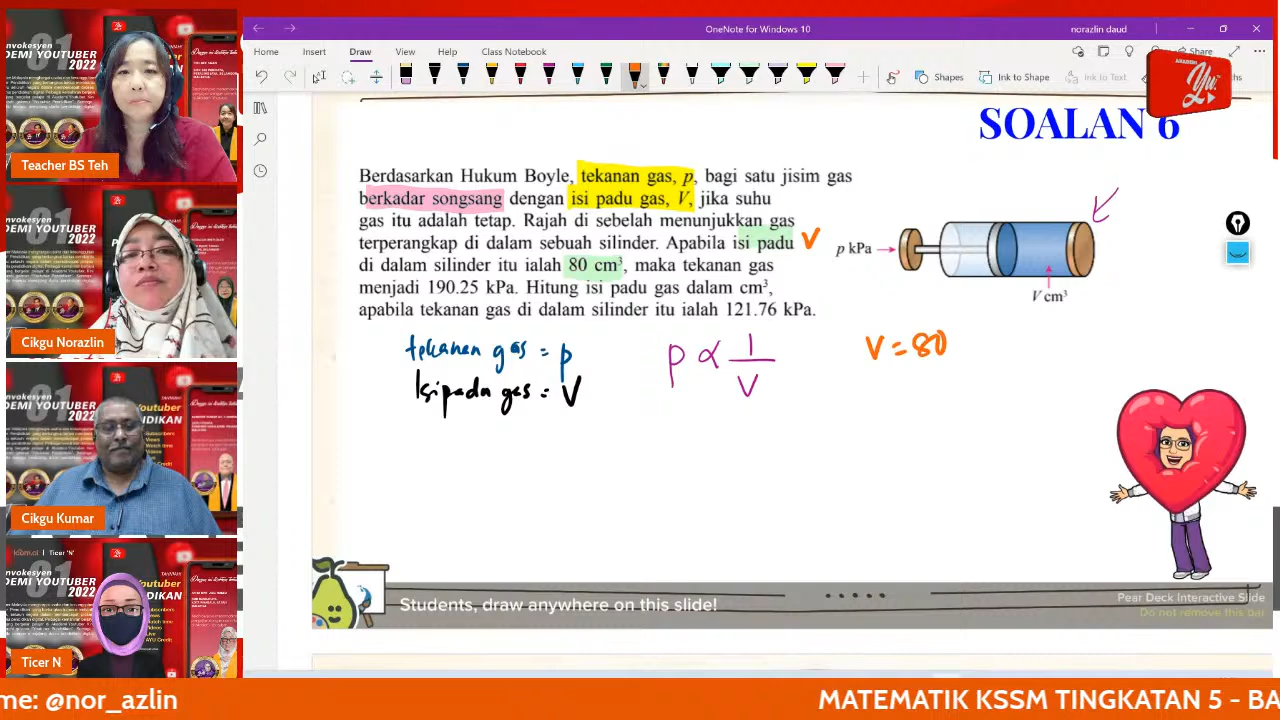 OneNote for Windows 10
norazlin daud
Home Insert Draw View Help Class Notebook
Share
Shapes Ink to Shape Ink to Text
SOALAN 6
Berdasarkan Hukum Boyle, tekanan gas, p, bagi satu jisim gas
berkadar songsang dengan isi padu gas, V, jika suhu
gas itu adalah tetap. Rajah di sebelah menunjukkan gas
terperangkap di dalam sebuah silinder. Apabila isi padu V
di dalam silinder itu ialah 80 cm³, maka tekanan gas
menjadi 190.25 kPa. Hitung isi padu gas dalam cm³,
apabila tekanan gas di dalam silinder itu ialah 121.76 kPa.
p kPa
V cm³
tekanan gas = p
Isipadu gas = V
p ∝ 1/V
V = 80
Students, draw anywhere on this slide!
Pear Deck Interactive Slide
Do not remove this bar
nvokesyen
DEMI YOUTUBER
2022
Teacher BS Teh
Cikgu Norazlin
Cikgu Kumar
Ticer N
me: @nor_azlin
MATEMATIK KSSM TINGKATAN 5 - BA